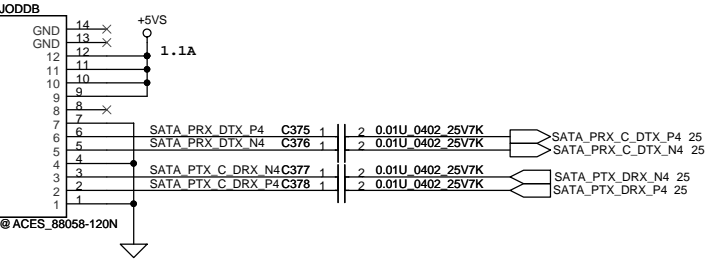 JODDB
+5VS
1.1A
GND 14
GND 13
12 12
11 11
10 10
9 9
8 8
7 7
6 6 SATA_PRX_DTX_P4 C375 1 2 0.01U_0402_25V7K SATA_PRX_C_DTX_P4 25
5 5 SATA_PRX_DTX_N4 C376 1 2 0.01U_0402_25V7K SATA_PRX_C_DTX_N4 25
4 4
3 3 SATA_PTX_C_DRX_N4 C377 1 2 0.01U_0402_25V7K SATA_PTX_DRX_N4 25
2 2 SATA_PTX_C_DRX_P4 C378 1 2 0.01U_0402_25V7K SATA_PTX_DRX_P4 25
1 1
@ ACES_88058-120N